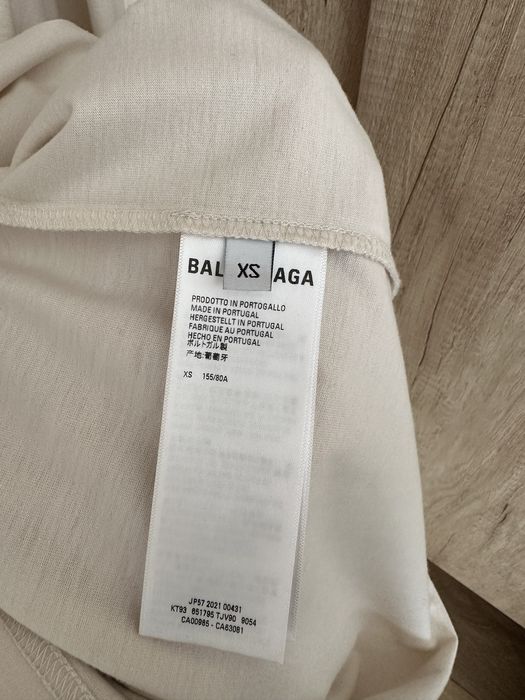 BAL XS AGA
PRODOTTO IN PORTOGALLO
MADE IN PORTUGAL
HERGESTELLT IN PORTUGAL
FABRIQUE AU PORTUGAL
HECHO EN PORTUGAL
ポルトガル製
产地:葡萄牙
XS 155/80A
JP57 2021 00431
KT93 651795 TJV90 9054
CA00985 - CA53081